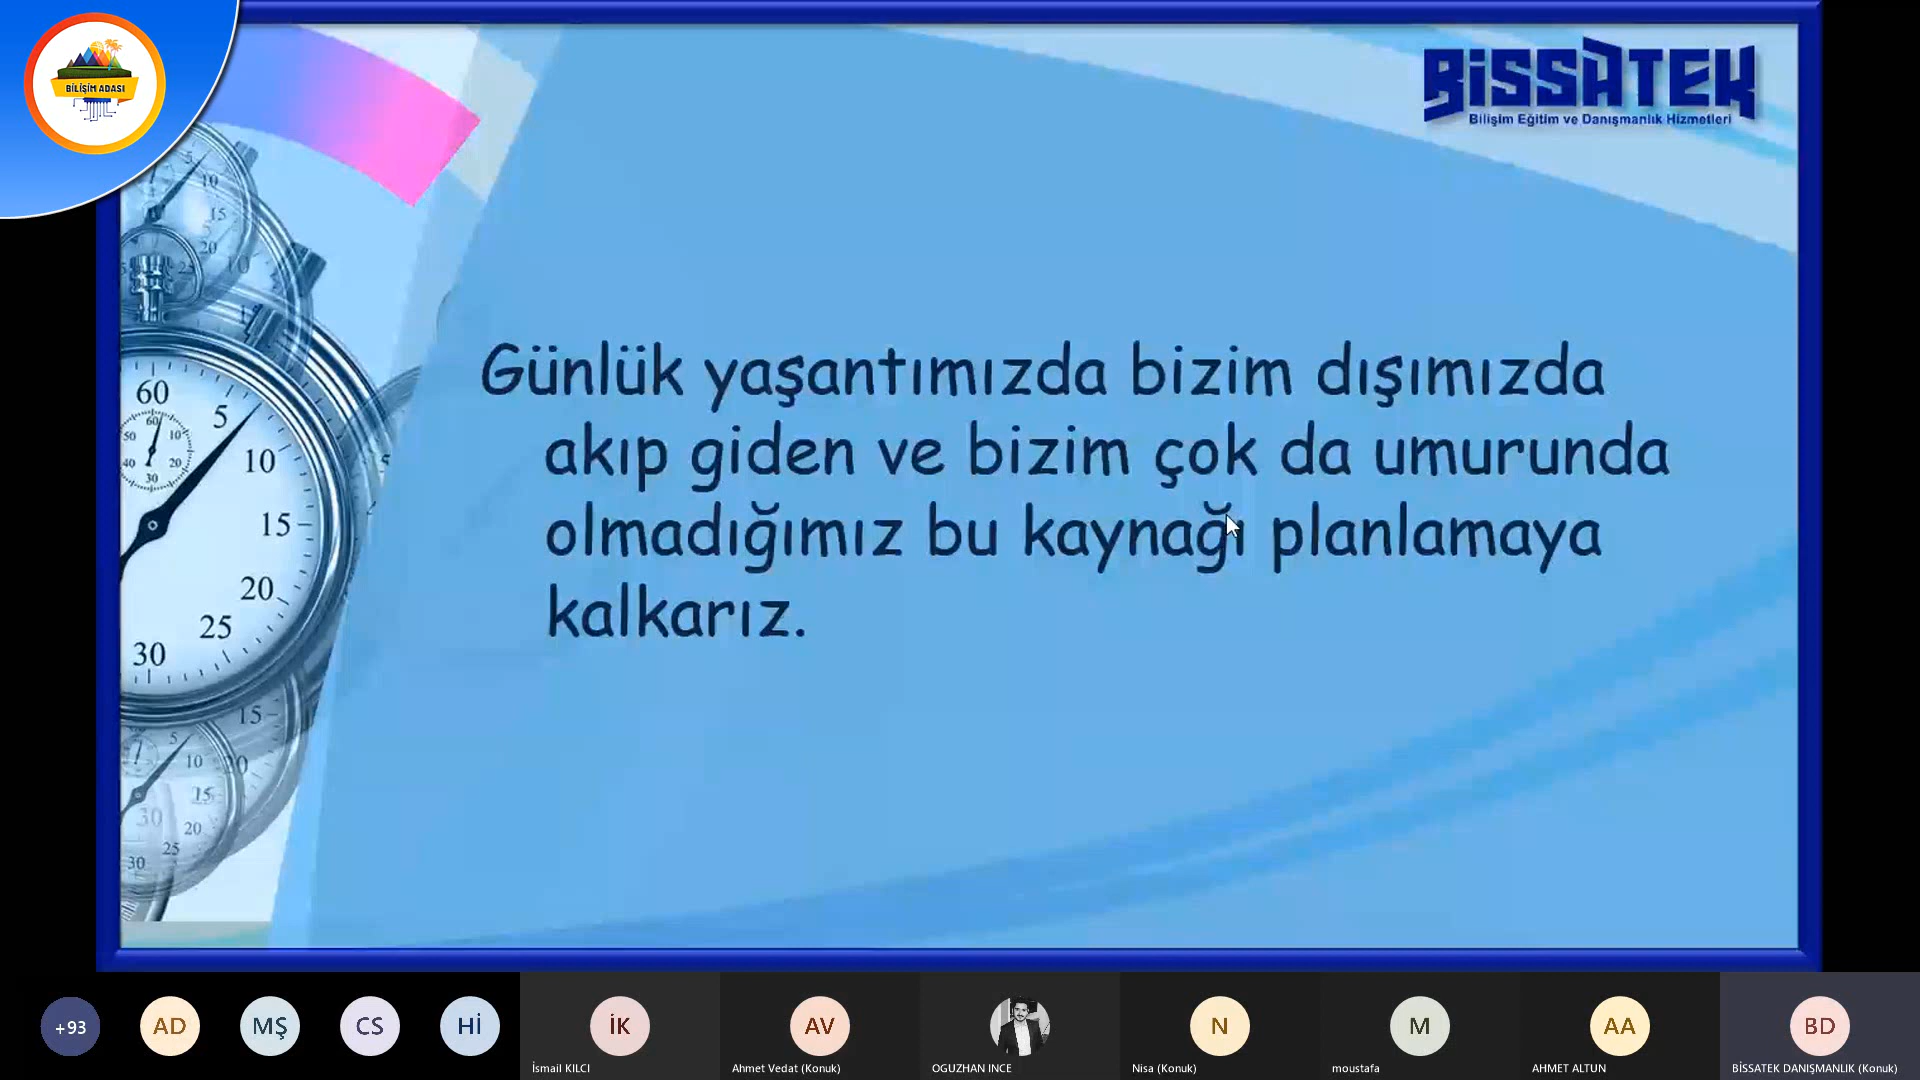 BİLİŞİM ADASI
BiSSATEK
Bilişim Eğitim ve Danışmanlık Hizmetleri
Günlük yaşantımızda bizim dışımızda
akıp giden ve bizim çok da umurunda
olmadığımız bu kaynağı planlamaya
kalkarız.
60
5
10
15
20
25
30
+93
AD
MŞ
CS
Hİ
İK
AV
N
M
AA
BD
İsmail KILCI
Ahmet Vedat (Konuk)
OGUZHAN INCE
Nisa (Konuk)
moustafa
AHMET ALTUN
BİSSATEK DANIŞMANLIK (Konuk)